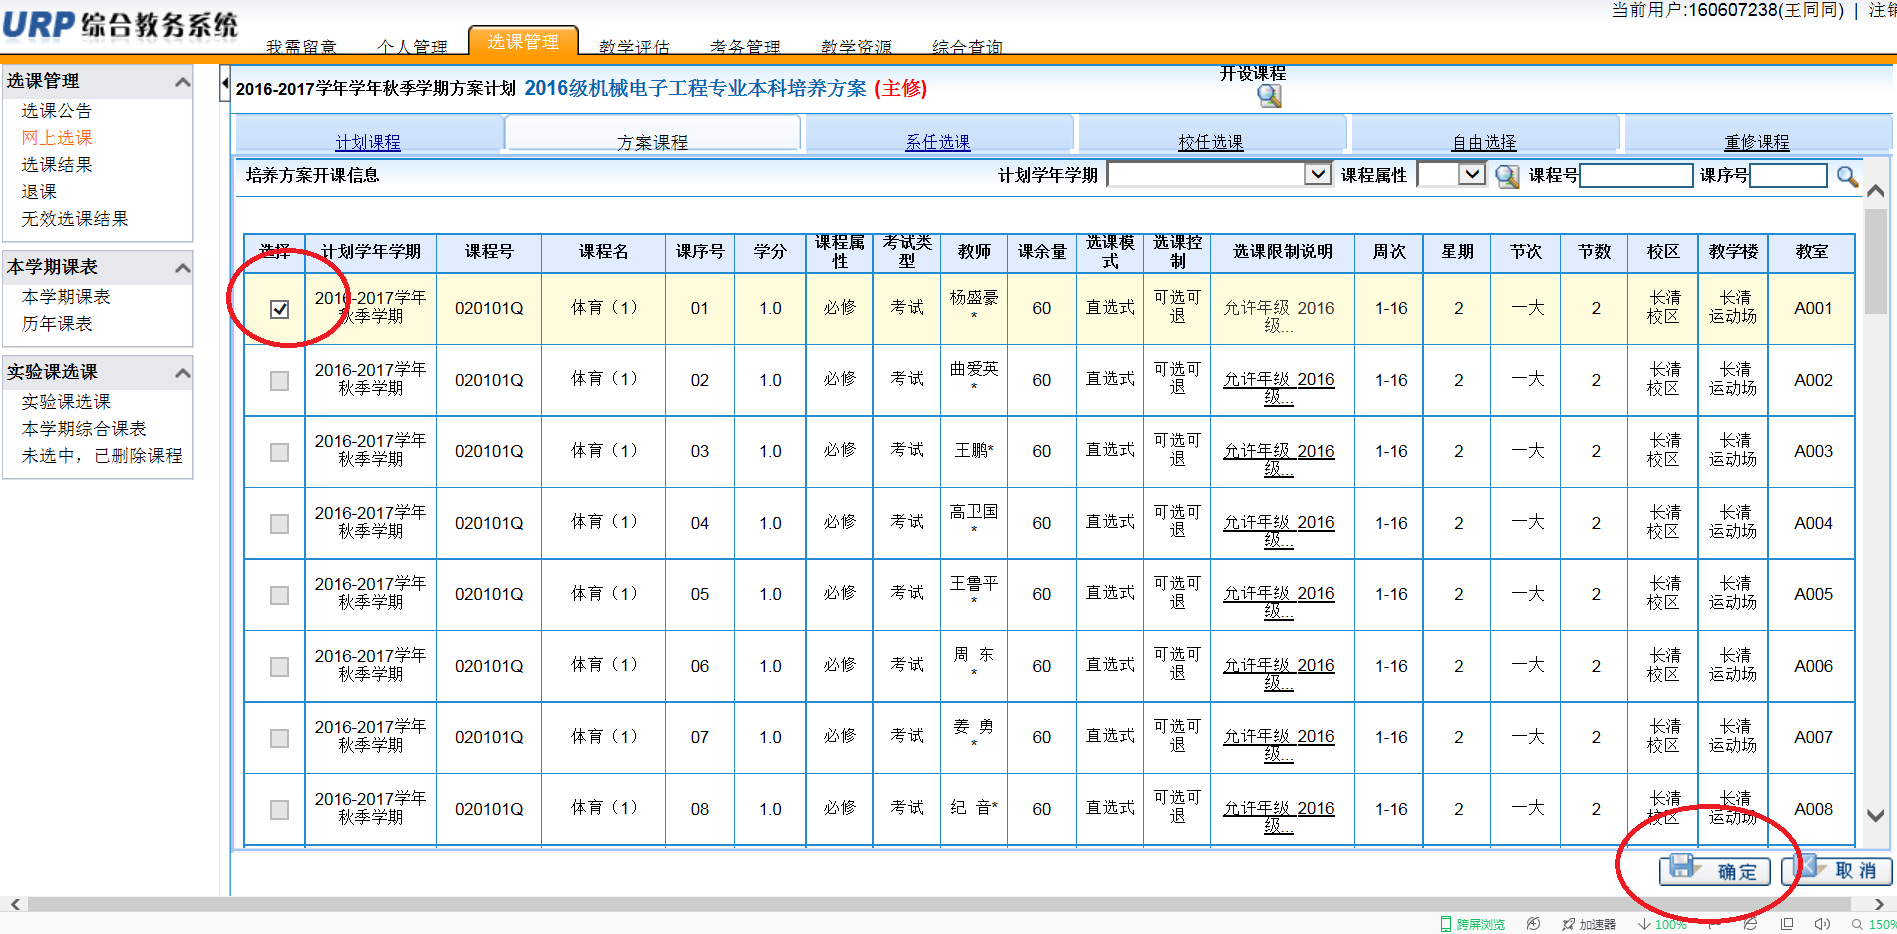 当前用户:160607238(王同同) | 注销
URP 综合教务系统
我需留意 个人管理 选课管理 教学评估 考务管理 教学资源 综合查询
选课管理
选课公告
网上选课
选课结果
退课
无效选课结果
本学期课表
本学期课表
历年课表
实验课选课
实验课选课
本学期综合课表
未选中，已删除课程
2016-2017学年学年秋季学期方案计划 2016级机械电子工程专业本科培养方案 (主修) 开设课程
计划课程 方案课程 系任选课 校任选课 自由选择 重修课程
培养方案开课信息 计划学年学期 课程属性 课程号 课序号
选择 计划学年学期 课程号 课程名 课序号 学分 课程属性 考试类型 教师 课余量 选课模式 选课控制 选课限制说明 周次 星期 节次 节数 校区 教学楼 教室
2016-2017学年秋季学期 020101Q 体育（1） 01 1.0 必修 考试 杨盛豪* 60 直选式 可选可退 允许年级 2016级... 1-16 2 一大 2 长清校区 长清运动场 A001
2016-2017学年秋季学期 020101Q 体育（1） 02 1.0 必修 考试 曲爱英* 60 直选式 可选可退 允许年级 2016级... 1-16 2 一大 2 长清校区 长清运动场 A002
2016-2017学年秋季学期 020101Q 体育（1） 03 1.0 必修 考试 王鹏* 60 直选式 可选可退 允许年级 2016级... 1-16 2 一大 2 长清校区 长清运动场 A003
2016-2017学年秋季学期 020101Q 体育（1） 04 1.0 必修 考试 高卫国* 60 直选式 可选可退 允许年级 2016级... 1-16 2 一大 2 长清校区 长清运动场 A004
2016-2017学年秋季学期 020101Q 体育（1） 05 1.0 必修 考试 王鲁平* 60 直选式 可选可退 允许年级 2016级... 1-16 2 一大 2 长清校区 长清运动场 A005
2016-2017学年秋季学期 020101Q 体育（1） 06 1.0 必修 考试 周 东* 60 直选式 可选可退 允许年级 2016级... 1-16 2 一大 2 长清校区 长清运动场 A006
2016-2017学年秋季学期 020101Q 体育（1） 07 1.0 必修 考试 姜 勇* 60 直选式 可选可退 允许年级 2016级... 1-16 2 一大 2 长清校区 长清运动场 A007
2016-2017学年秋季学期 020101Q 体育（1） 08 1.0 必修 考试 纪 音* 60 直选式 可选可退 允许年级 2016级... 1-16 2 一大 2 长清校区 长清运动场 A008
确定 取消
跨屏浏览 加速器 100% 150%